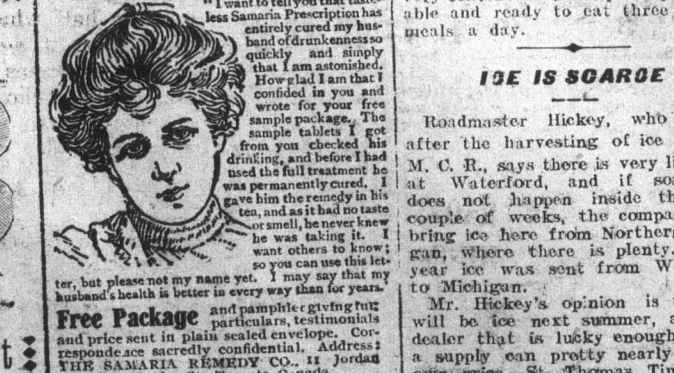 "I want to tell you that taste-
less Samaria Prescription has
entirely cured my hus-
band of drunkenness so
quickly and simply
that I am astonished.
How glad I am that I
confided in you and
wrote for your free
sample package. The
sample tablets I got
from you checked his
drinking, and before I had
used the full treatment he
was permanently cured. I
gave him the remedy in his
tea, and as it had no taste
or smell, he never knew
he was taking it. I
want others to know;
so you can use this let-
ter, but please not my name yet. I may say that my
husband's health is better in every way than for years.
Free Package and pamphlet giving full
particulars, testimonials
and price sent in plain sealed envelope. Cor-
respondence sacredly confidential. Address:
THE SAMARIA REMEDY CO., 11 Jordan
able and ready to eat three
meals a day.
ICE IS SCARCE
Roadmaster Hickey, who
after the harvesting of ice
M. C. R., says there is very li
at Waterford, and if so
does not happen inside th
couple of weeks, the compa
bring ice here from Northern
gan, where there is plenty.
year ice was sent from W
to Michigan.
Mr. Hickey's opinion is
will be ice next summer, a
dealer that is lucky enough
a supply can pretty nearly
St. Thomas Tim